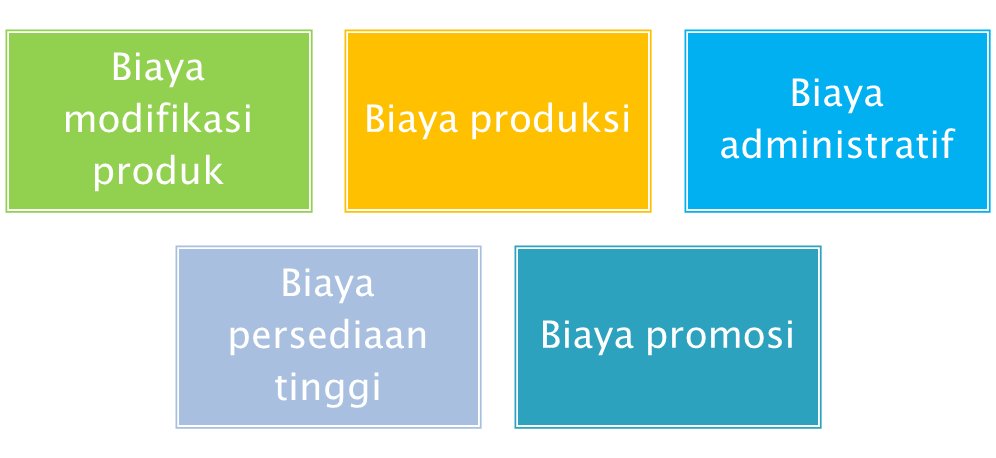 Biaya
modifikasi
produk
Biaya produksi
Biaya
administratif
Biaya
persediaan
tinggi
Biaya promosi